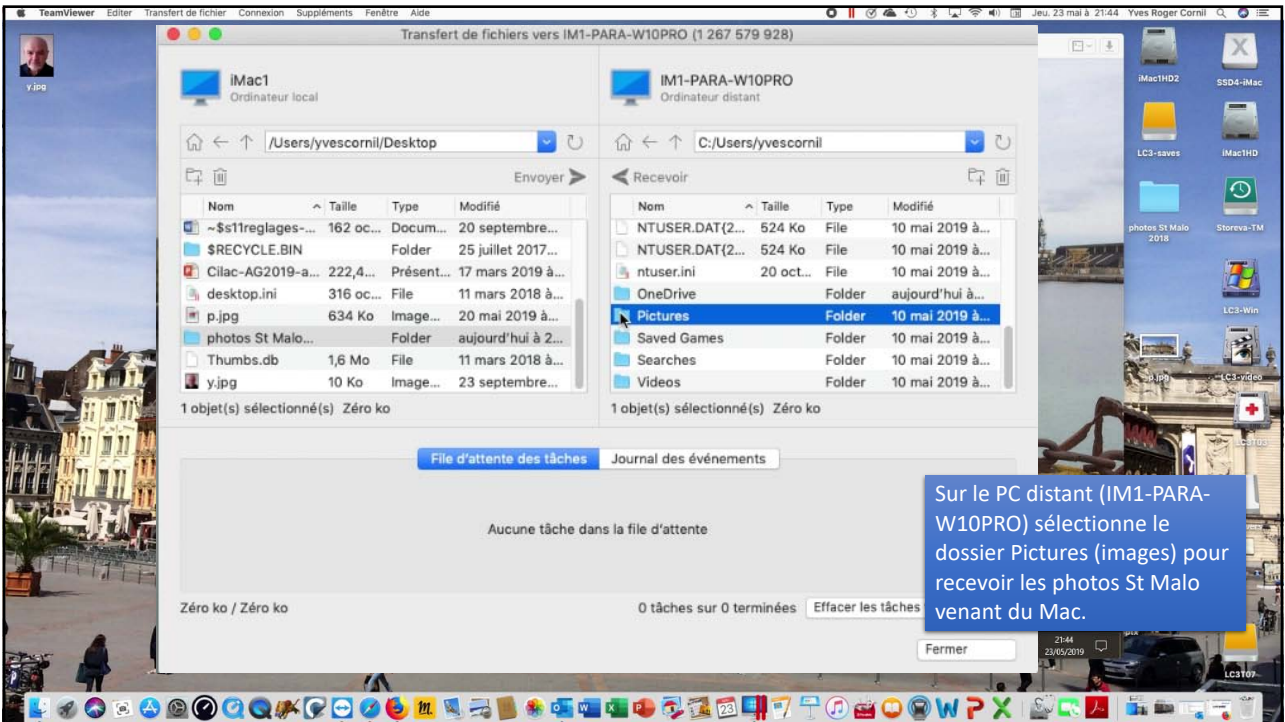 TeamViewer Editer Transfert de fichier Connexion Suppléments Fenêtre Aide
Jeu. 23 mai à 21:44 Yves Roger Cornil
Transfert de fichiers vers IM1-PARA-W10PRO (1 267 579 928)
y.jpg
iMac1
Ordinateur local
IM1-PARA-W10PRO
Ordinateur distant
/Users/yvescornil/Desktop
C:/Users/yvescornil
Envoyer
Recevoir
Nom Taille Type Modifié
~$s11reglages-... 162 oc... Docum... 20 septembre...
$RECYCLE.BIN Folder 25 juillet 2017...
Cilac-AG2019-a... 222,4... Présent... 17 mars 2019 à...
desktop.ini 316 oc... File 11 mars 2018 à...
p.jpg 634 Ko Image... 20 mai 2019 à...
photos St Malo... Folder aujourd'hui à 2...
Thumbs.db 1,6 Mo File 11 mars 2018 à...
y.jpg 10 Ko Image... 23 septembre...
1 objet(s) sélectionné(s) Zéro ko
Nom Taille Type Modifié
NTUSER.DAT{2... 524 Ko File 10 mai 2019 à...
NTUSER.DAT{2... 524 Ko File 10 mai 2019 à...
ntuser.ini 20 oct... File 10 mai 2019 à...
OneDrive Folder aujourd'hui à...
Pictures Folder 10 mai 2019 à...
Saved Games Folder 10 mai 2019 à...
Searches Folder 10 mai 2019 à...
Videos Folder 10 mai 2019 à...
1 objet(s) sélectionné(s) Zéro ko
File d'attente des tâches Journal des événements
Aucune tâche dans la file d'attente
Zéro ko / Zéro ko
0 tâches sur 0 terminées Effacer les tâches
Fermer
Sur le PC distant (IM1-PARA-
W10PRO) sélectionne le
dossier Pictures (images) pour
recevoir les photos St Malo
venant du Mac.
iMac1HD2
SSD4-iMac
LC3-saves
iMac1HD
photos St Malo
2018
Storeva-TM
LC3-Win
p.jpg
LC3-video
LC3T03
21:44
23/05/2019
LC3T07